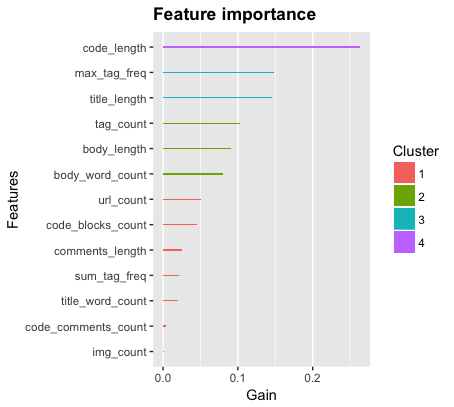 Feature importance
code_length
max_tag_freq
title_length
tag_count
body_length
body_word_count
url_count
code_blocks_count
comments_length
sum_tag_freq
title_word_count
code_comments_count
img_count
Features
0.0 0.1 0.2
Gain
Cluster
1
2
3
4